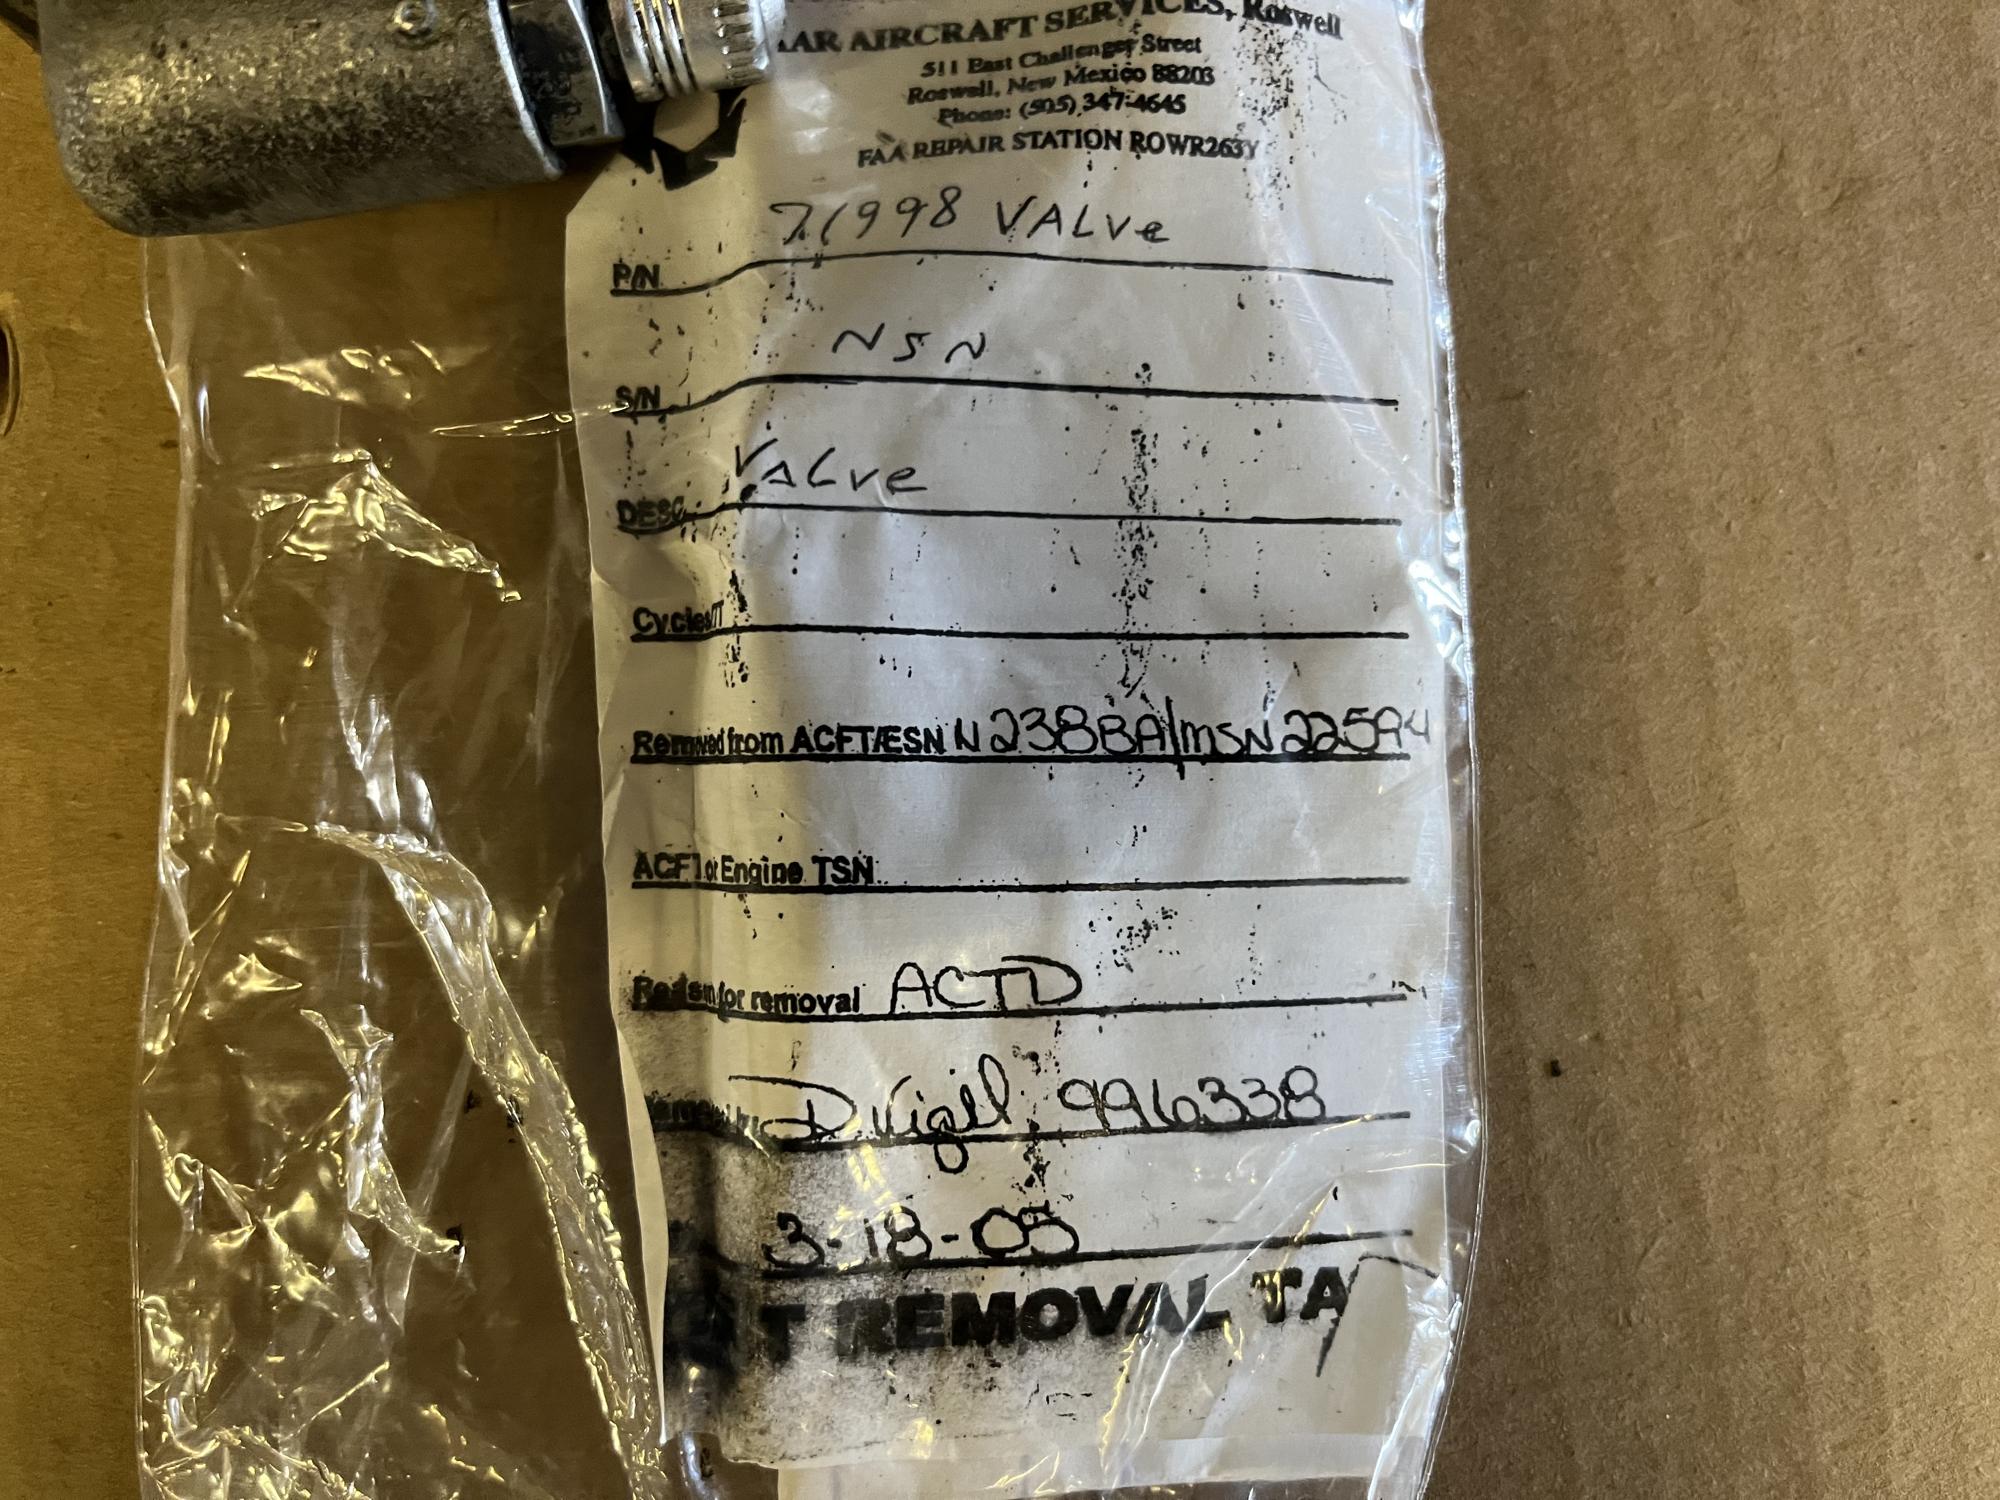 AAR AIRCRAFT SERVICES, Roswell
511 East Challenger Street
Roswell, New Mexico 88203
Phone: (505) 347-4645
FAA REPAIR STATION ROWR263Y
P/N 71998 VALVe
S/N NSN
DESC VALve
Cycles/T
Removed from ACFT/ESN N238BA/MSN 22594
ACFT or Engine TSN
Reason for removal ACTD
Removed by D Vigil 996338
3-18-05
T REMOVAL TA